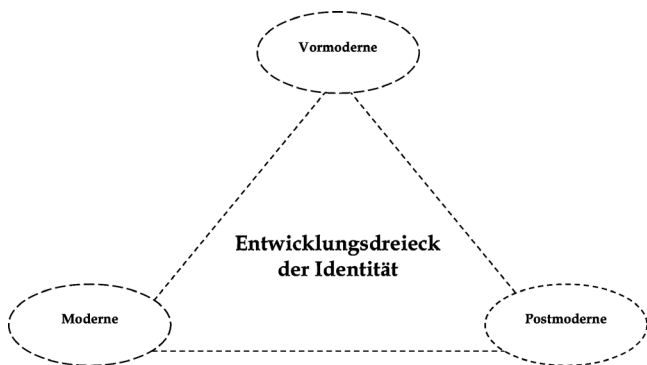 Vormoderne
Entwicklungsdreieck
der Identität
Moderne
Postmoderne